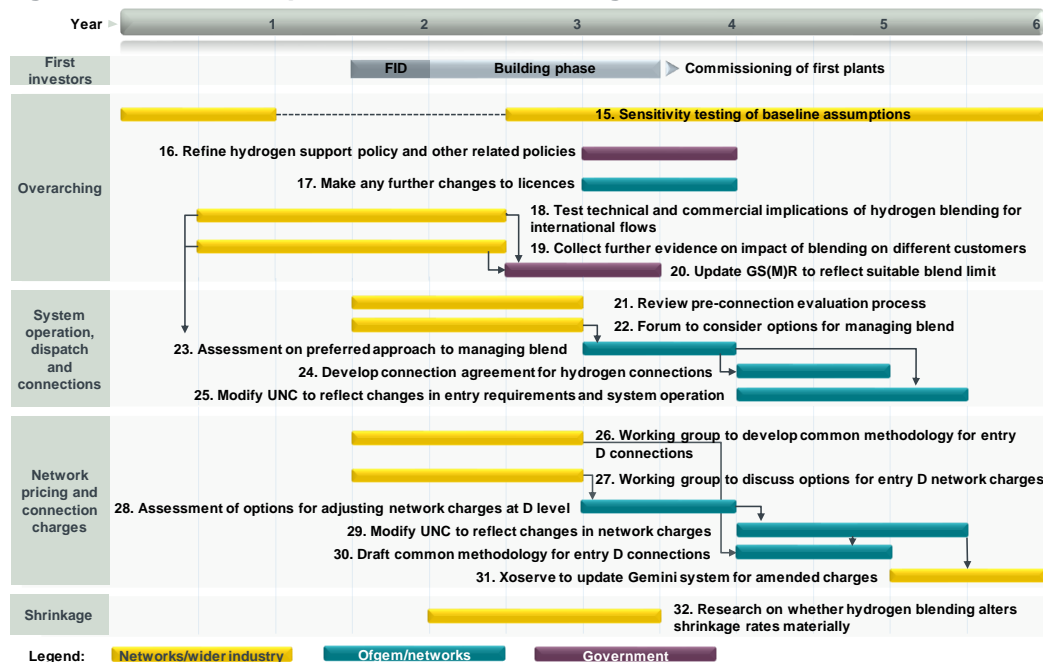 Year
1
2
3
4
5
6
First
investors
FID
Building phase
Commissioning of first plants
Overarching
15. Sensitivity testing of baseline assumptions
16. Refine hydrogen support policy and other related policies
17. Make any further changes to licences
18. Test technical and commercial implications of hydrogen blending for
international flows
19. Collect further evidence on impact of blending on different customers
20. Update GS(M)R to reflect suitable blend limit
System
operation,
dispatch
and
connections
21. Review pre-connection evaluation process
22. Forum to consider options for managing blend
23. Assessment on preferred approach to managing blend
24. Develop connection agreement for hydrogen connections
25. Modify UNC to reflect changes in entry requirements and system operation
Network
pricing and
connection
charges
26. Working group to develop common methodology for entry
D connections
27. Working group to discuss options for entry D network charges
28. Assessment of options for adjusting network charges at D level
29. Modify UNC to reflect changes in network charges
30. Draft common methodology for entry D connections
31. Xoserve to update Gemini system for amended charges
Shrinkage
32. Research on whether hydrogen blending alters
shrinkage rates materially
Legend:
Networks/wider industry
Ofgem/networks
Government